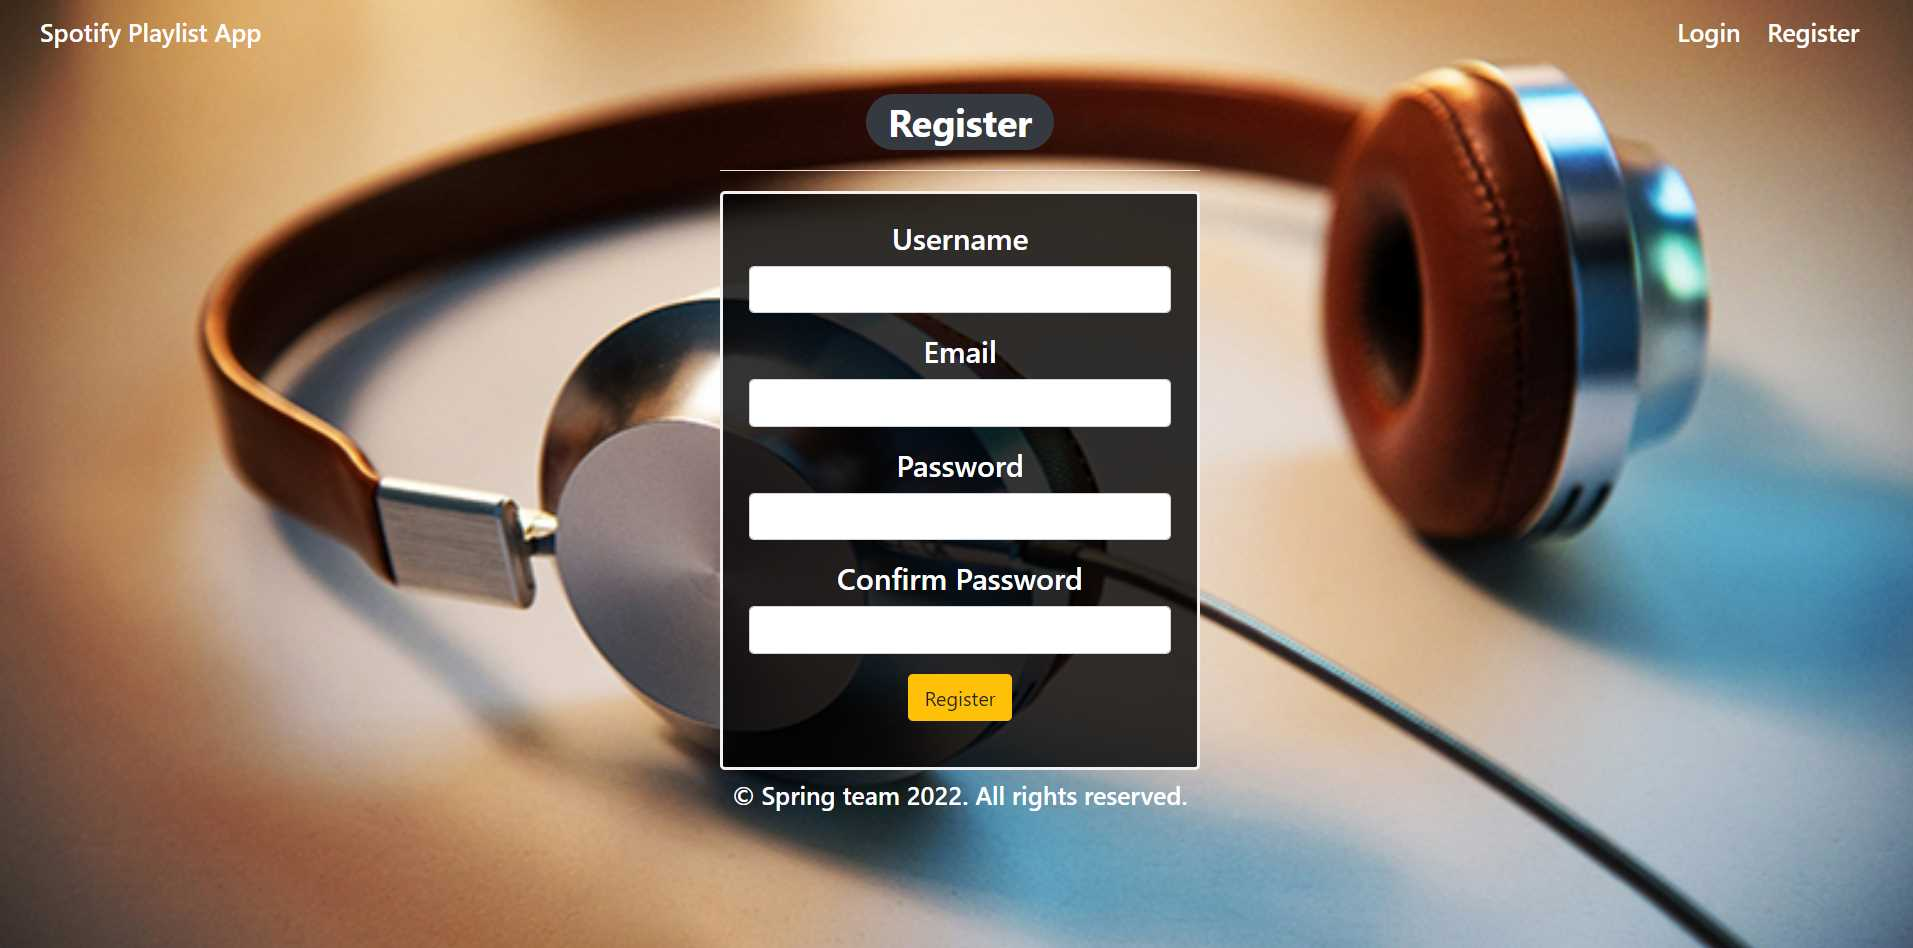 Spotify Playlist App
Login Register
Register
Username
Email
Password
Confirm Password
Register
© Spring team 2022. All rights reserved.